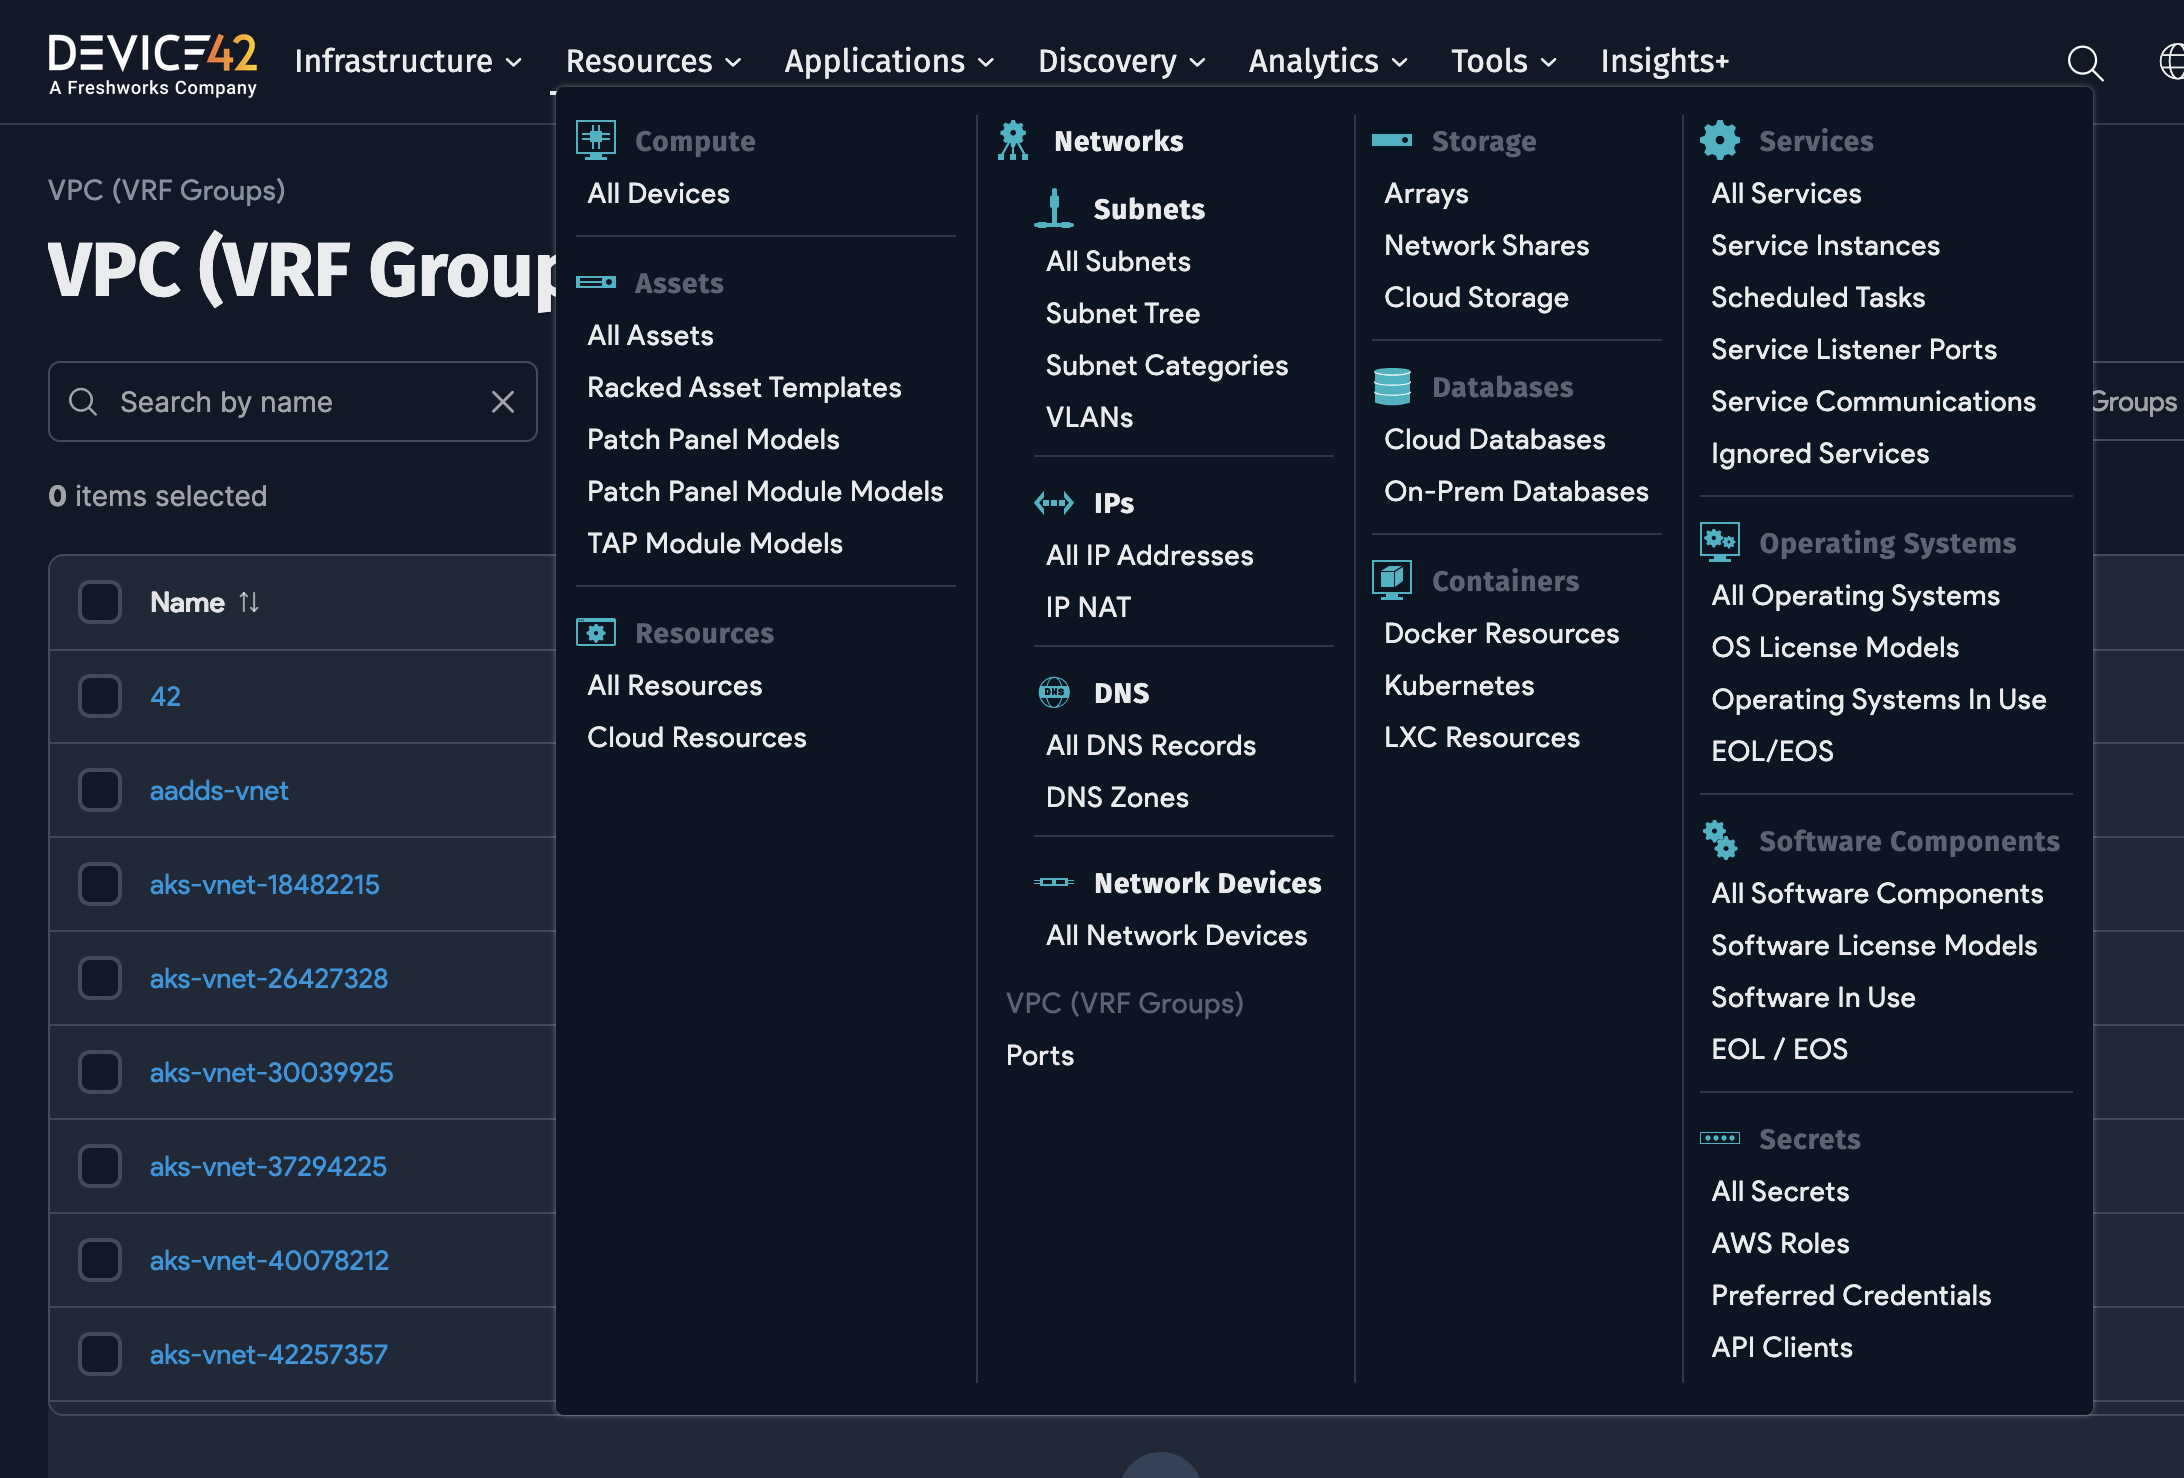 DEVICE42
A Freshworks Company
Infrastructure
Resources
Applications
Discovery
Analytics
Tools
Insights+
VPC (VRF Groups)
VPC (VRF Group
Search by name
0 items selected
Name
42
aadds-vnet
aks-vnet-18482215
aks-vnet-26427328
aks-vnet-30039925
aks-vnet-37294225
aks-vnet-40078212
aks-vnet-42257357
Compute
All Devices
Assets
All Assets
Racked Asset Templates
Patch Panel Models
Patch Panel Module Models
TAP Module Models
Resources
All Resources
Cloud Resources
Networks
Subnets
All Subnets
Subnet Tree
Subnet Categories
VLANs
IPs
All IP Addresses
IP NAT
DNS
DNS
All DNS Records
DNS Zones
Network Devices
All Network Devices
VPC (VRF Groups)
Ports
Storage
Arrays
Network Shares
Cloud Storage
Databases
Cloud Databases
On-Prem Databases
Containers
Docker Resources
Kubernetes
LXC Resources
Services
All Services
Service Instances
Scheduled Tasks
Service Listener Ports
Service Communications
Ignored Services
Operating Systems
All Operating Systems
OS License Models
Operating Systems In Use
EOL/EOS
Software Components
All Software Components
Software License Models
Software In Use
EOL / EOS
Secrets
All Secrets
AWS Roles
Preferred Credentials
API Clients
Groups